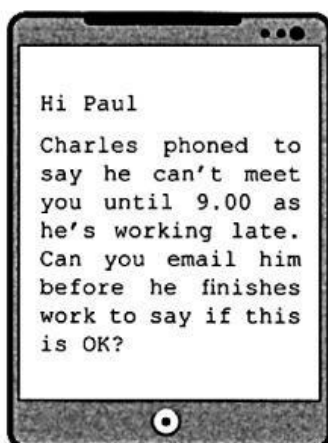 Hi Paul
Charles phoned to
say he can't meet
you until 9.00 as
he's working late.
Can you email him
before he finishes
work to say if this
is OK?